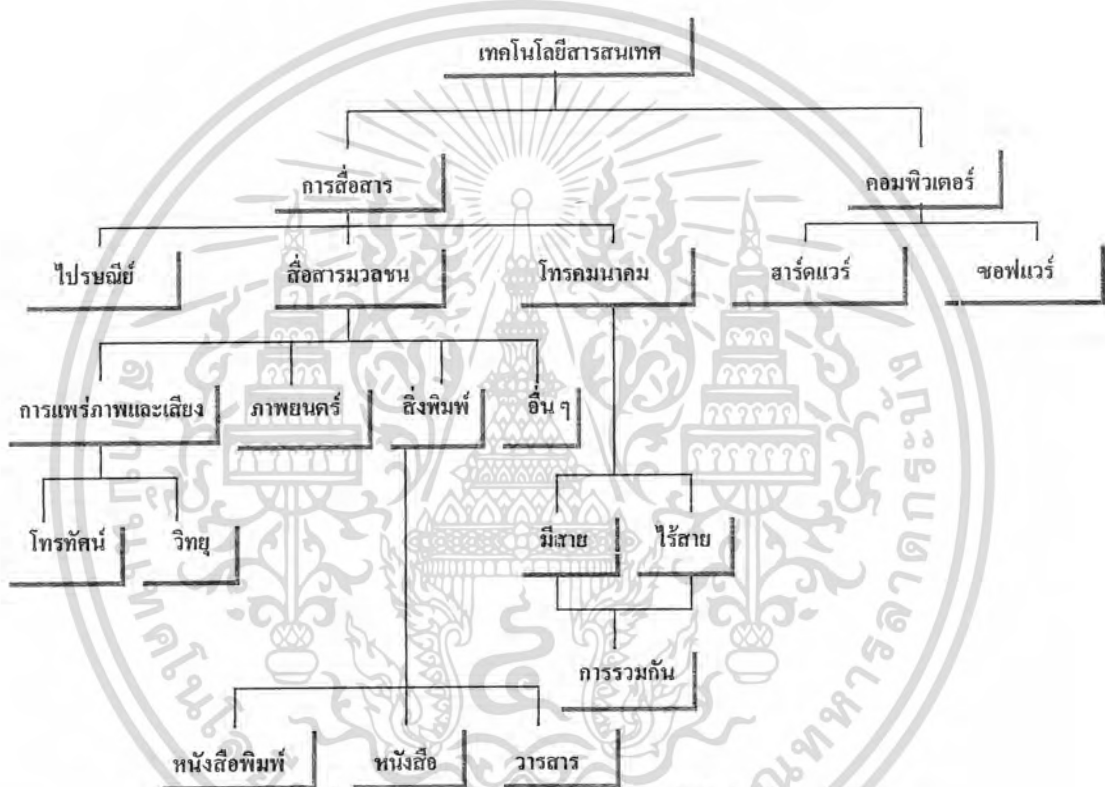 เทคโนโลยีสารสนเทศ
การสื่อสาร
คอมพิวเตอร์
ไปรษณีย์
สื่อสารมวลชน
โทรคมนาคม
ฮาร์ดแวร์
ซอฟแวร์
การแพร่ภาพและเสียง
ภาพยนตร์
สิ่งพิมพ์
อื่น ๆ
โทรทัศน์
วิทยุ
มีสาย
ไร้สาย
การรวมกัน
หนังสือพิมพ์
หนังสือ
วารสาร